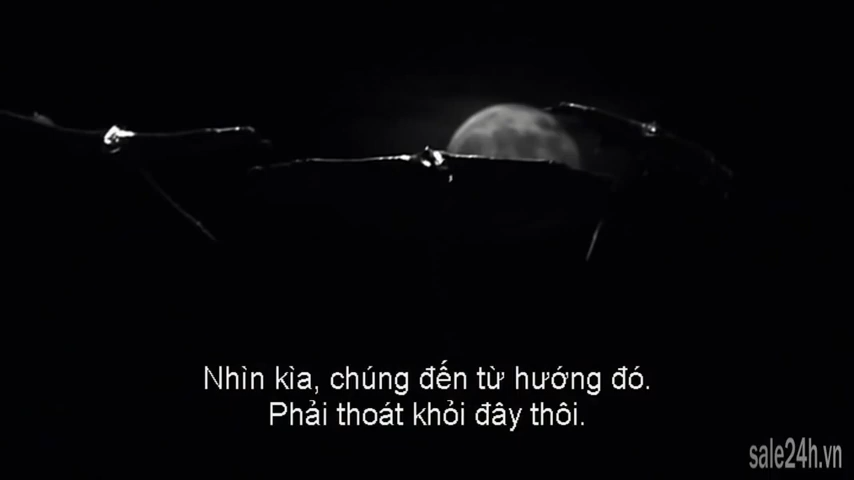 Nhìn kìa, chúng đến từ hướng đó.
Phải thoát khỏi đây thôi.
sale24h.vn